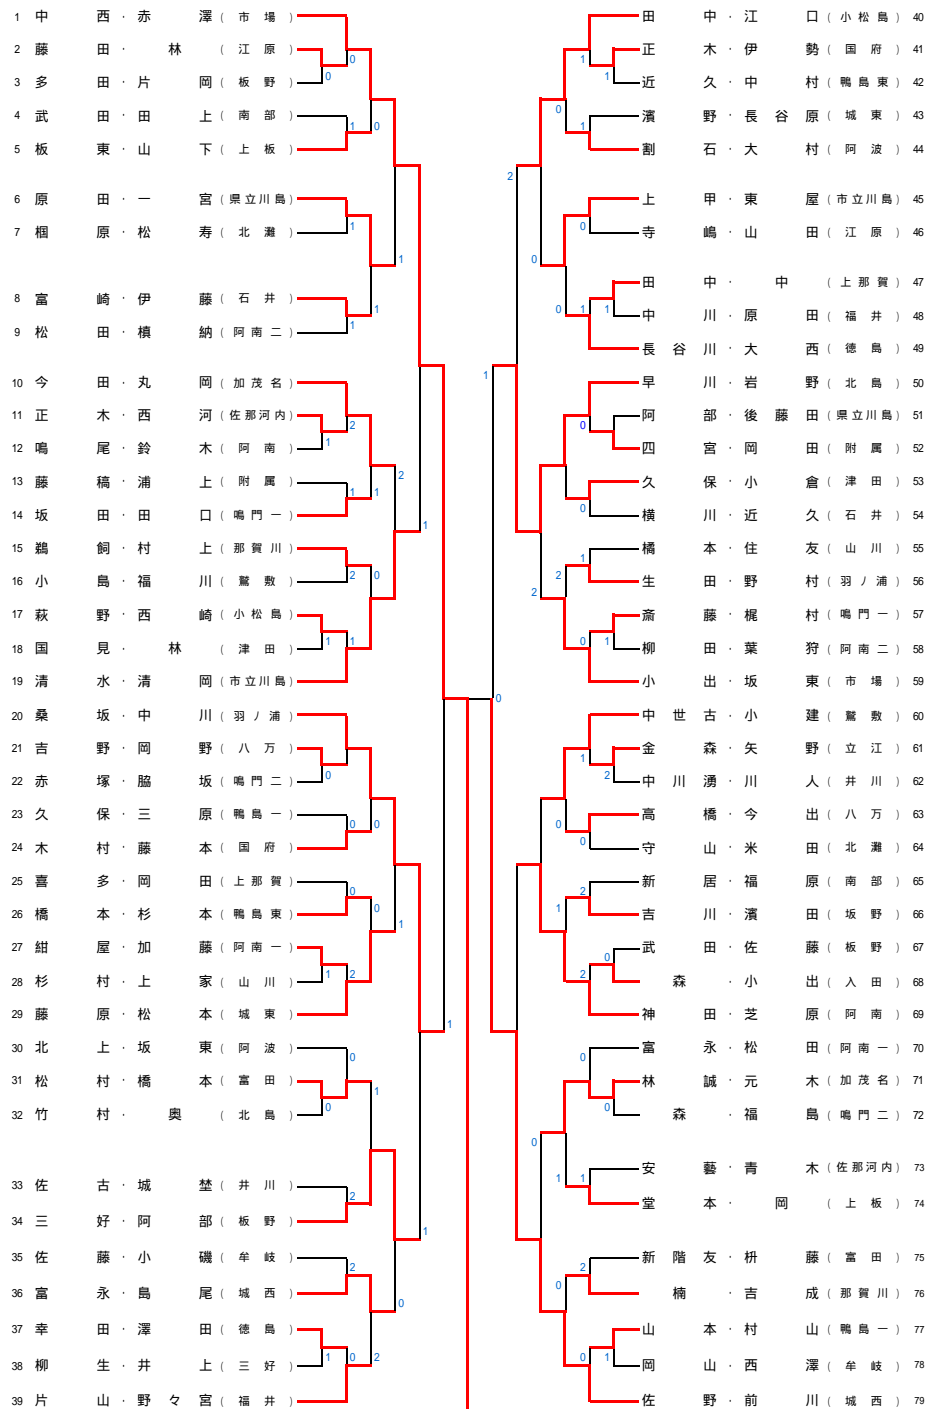 1 中西・赤澤（市場）
2 藤田・林（江原）
3 多田・片岡（板野）
4 武田・田上（南部）
5 板東・山下（上板）
6 原田・一宮（県立川島）
7 椢原・松寿（北灘）
8 富崎・伊藤（石井）
9 松田・槙納（阿南二）
10 今田・丸岡（加茂名）
11 正木・西河（佐那河内）
12 鳴尾・鈴木（阿南）
13 藤稿・浦上（附属）
14 坂田・田口（鳴門一）
15 鵜飼・村上（那賀川）
16 小島・福川（鷲敷）
17 萩野・西崎（小松島）
18 国見・林（津田）
19 清水・清岡（市立川島）
20 桑坂・中川（羽ノ浦）
21 吉野・岡野（八万）
22 赤塚・脇坂（鳴門二）
23 久保・三原（鴨島一）
24 木村・藤本（国府）
25 喜多・岡田（上那賀）
26 橋本・杉本（鴨島東）
27 紺屋・加藤（阿南一）
28 杉村・上家（山川）
29 藤原・松本（城東）
30 北上・坂東（阿波）
31 松村・橋本（富田）
32 竹村・奥（北島）
33 佐古・城埜（井川）
34 三好・阿部（板野）
35 佐藤・小磯（牟岐）
36 富永・島尾（城西）
37 幸田・澤田（徳島）
38 柳生・井上（三好）
39 片山・野々宮（福井）
田中・江口（小松島）40
正木・伊勢（国府）41
近久・中村（鴨島東）42
濱野・長谷原（城東）43
割石・大村（阿波）44
上甲・東屋（市立川島）45
寺嶋・山田（江原）46
田中・中（上那賀）47
中川・原田（福井）48
長谷川・大西（徳島）49
早川・岩野（北島）50
阿部・後藤田（県立川島）51
四宮・岡田（附属）52
久保・小倉（津田）53
横川・近久（石井）54
橘本・住友（山川）55
生田・野村（羽ノ浦）56
斎藤・梶村（鳴門一）57
柳田・葉狩（阿南二）58
小出・坂東（市場）59
中世古・小建（鷲敷）60
金森・矢野（立江）61
中川湧・川人（井川）62
高橋・今出（八万）63
守山・米田（北灘）64
新居・福原（南部）65
吉川・濱田（坂野）66
武田・佐藤（板野）67
森・小出（入田）68
神田・芝原（阿南）69
富永・松田（阿南一）70
林誠・元木（加茂名）71
森・福島（鳴門二）72
安藝・青木（佐那河内）73
堂本・岡（上板）74
新階友・枡藤（富田）75
楠・吉成（那賀川）76
山本・村山（鴨島一）77
岡山・西澤（牟岐）78
佐野・前川（城西）79